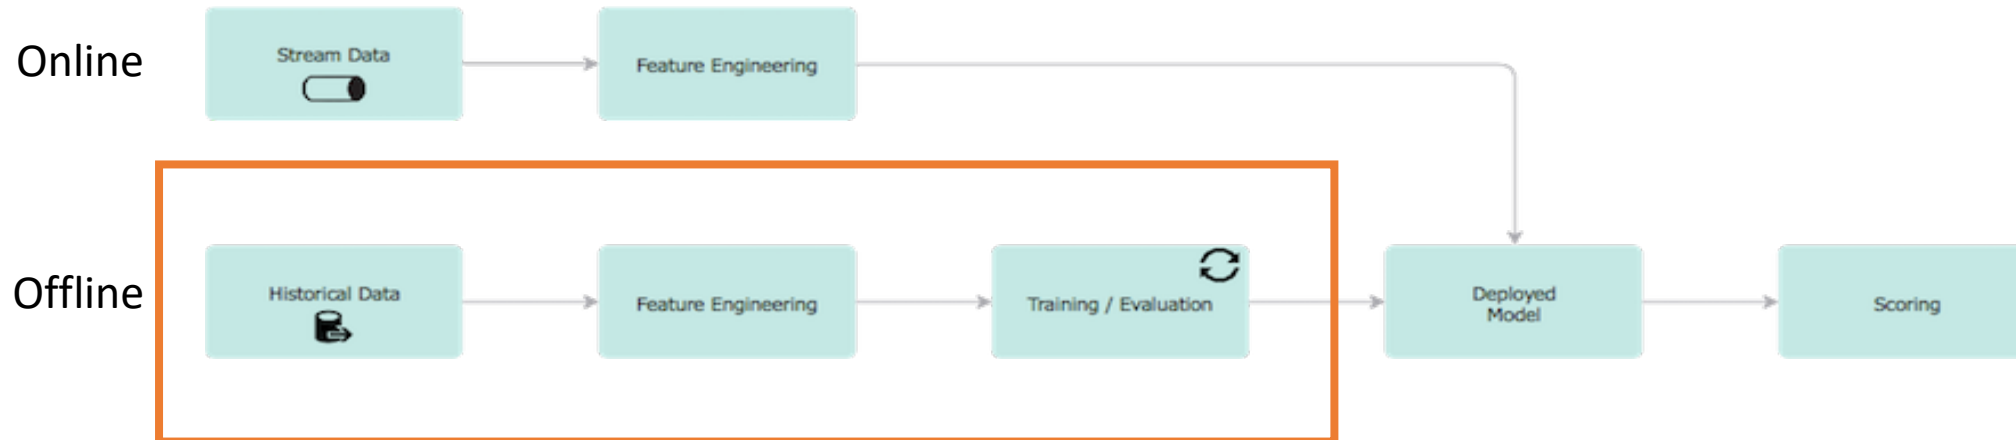 Online
Stream Data
Feature Engineering
Offline
Historical Data
Feature Engineering
Training / Evaluation
Deployed
Model
Scoring